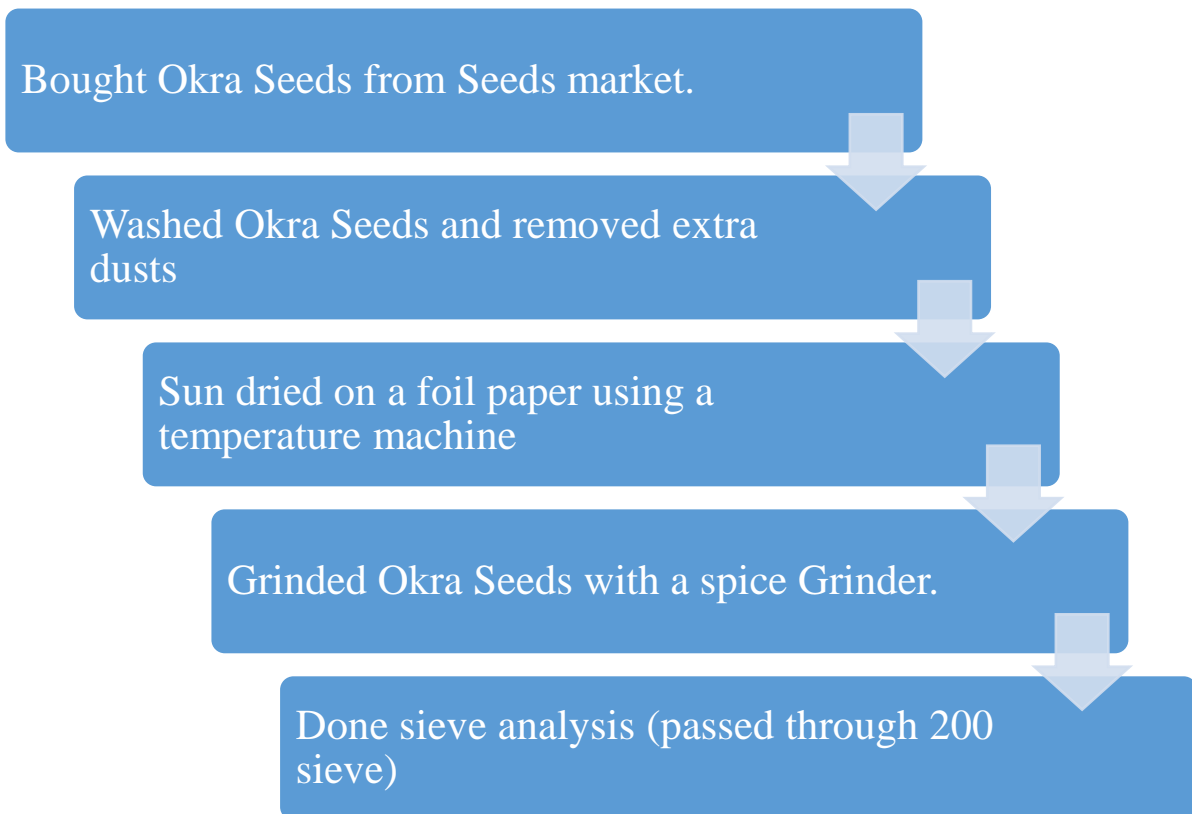 Bought Okra Seeds from Seeds market.
Washed Okra Seeds and removed extra
dusts
Sun dried on a foil paper using a
temperature machine
Grinded Okra Seeds with a spice Grinder.
Done sieve analysis (passed through 200
sieve)